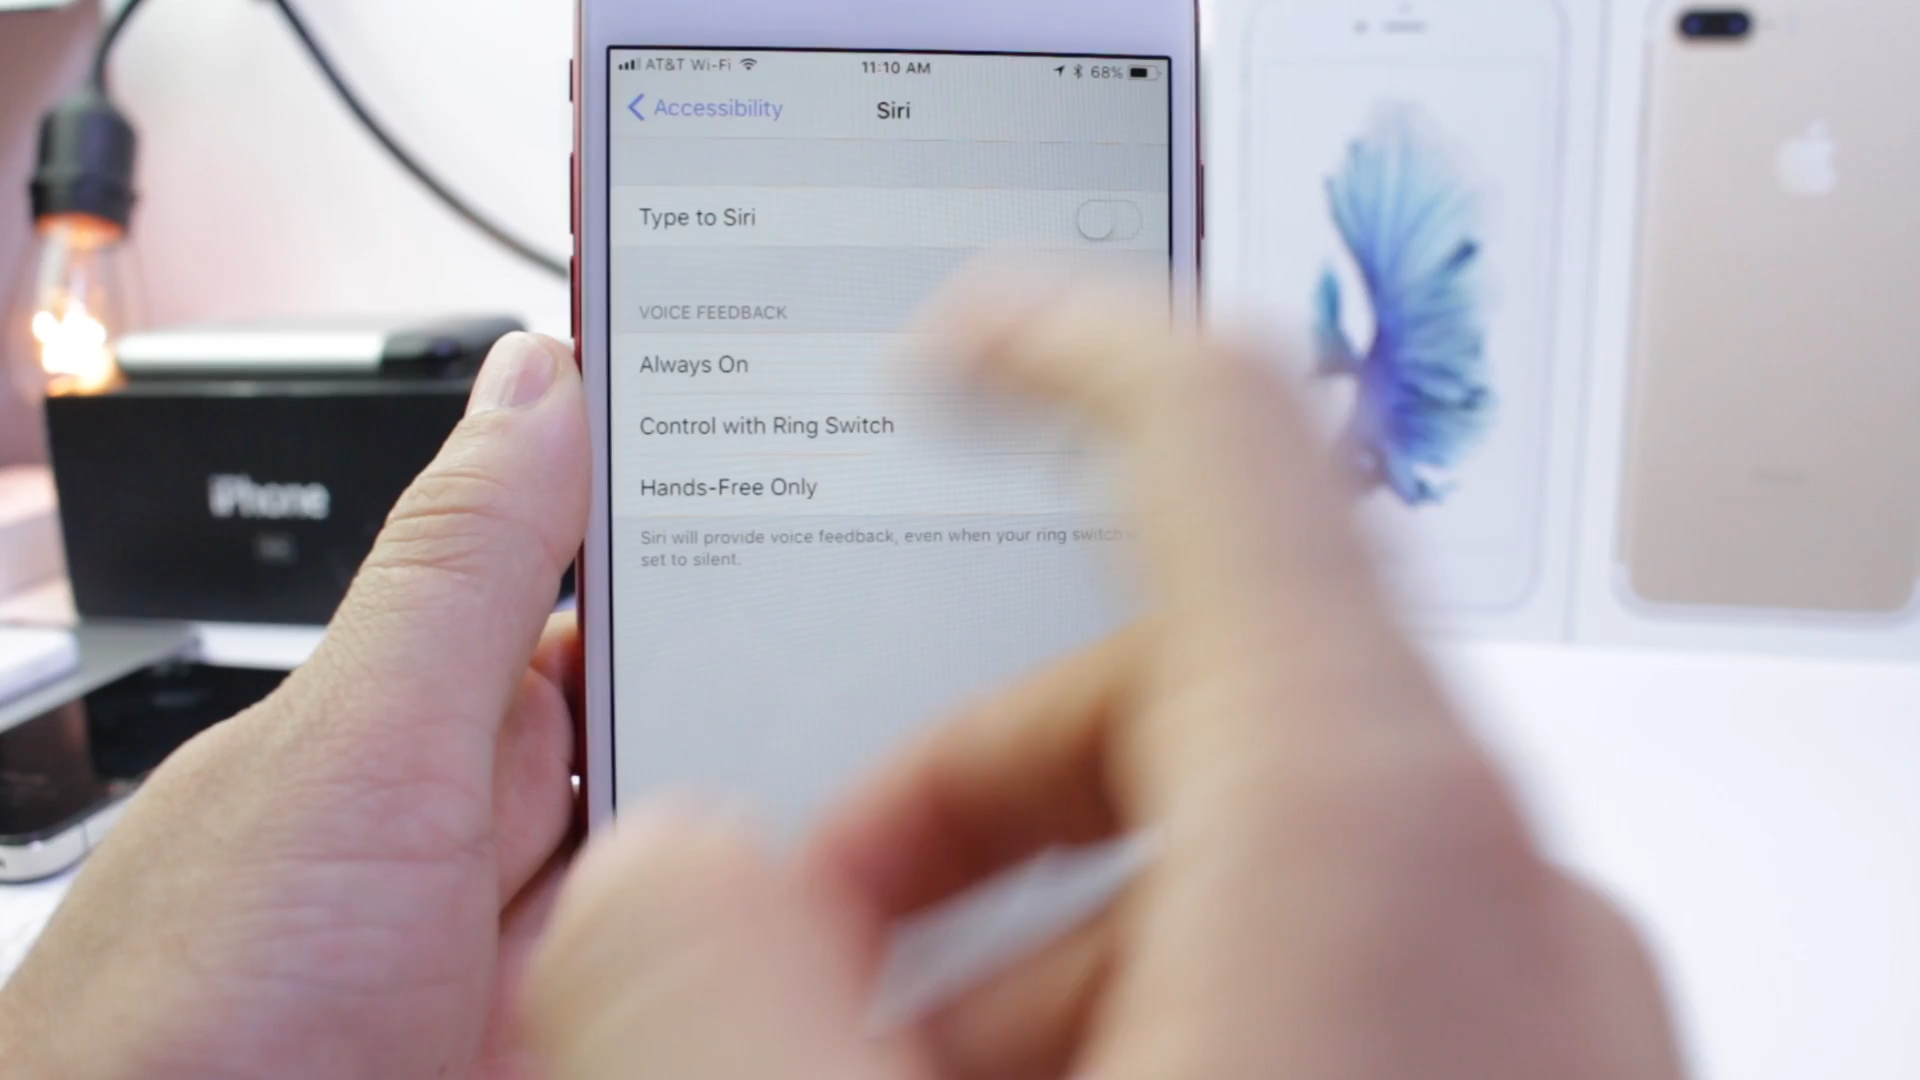 AT&T Wi-Fi 11:10 AM 68%
Accessibility Siri
Type to Siri
VOICE FEEDBACK
Always On
Control with Ring Switch
Hands-Free Only
Siri will provide voice feedback, even when your ring switch
set to silent.
iPhone